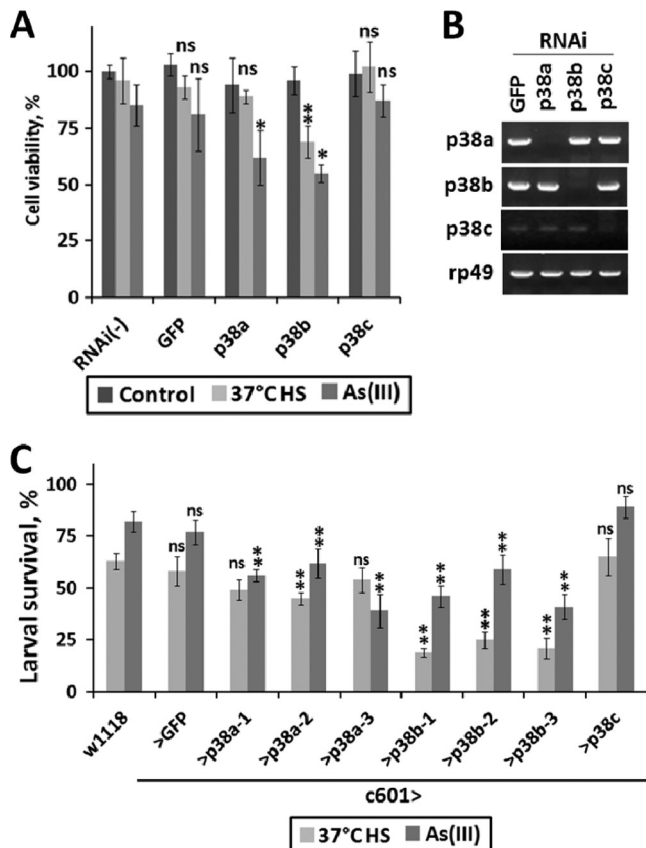 A
Cell viability, %
100
75
50
25
0
ns
ns
ns
*
**
*
ns
ns
RNAi(-)
GFP
p38a
p38b
p38c
Control
37°C HS
As(III)
B
RNAi
GFP
p38a
p38b
p38c
p38a
p38b
p38c
rp49
C
Larval survival, %
100
75
50
25
0
ns
ns
ns
**
**
**
ns
**
**
**
**
**
**
**
ns
ns
w1118
>GFP
>p38a-1
>p38a-2
>p38a-3
>p38b-1
>p38b-2
>p38b-3
>p38c
c601>
37°C HS
As(III)